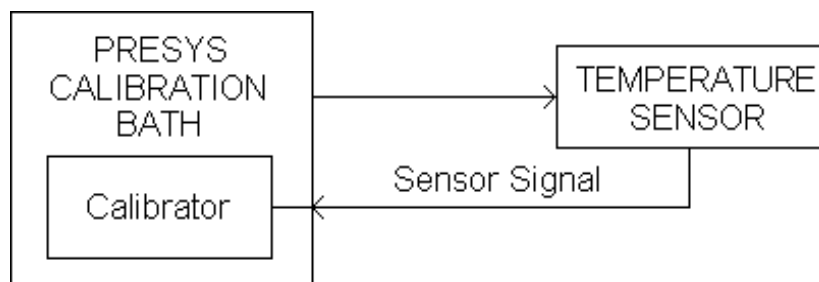 PRESYS
CALIBRATION
BATH
Calibrator
TEMPERATURE
SENSOR
Sensor Signal